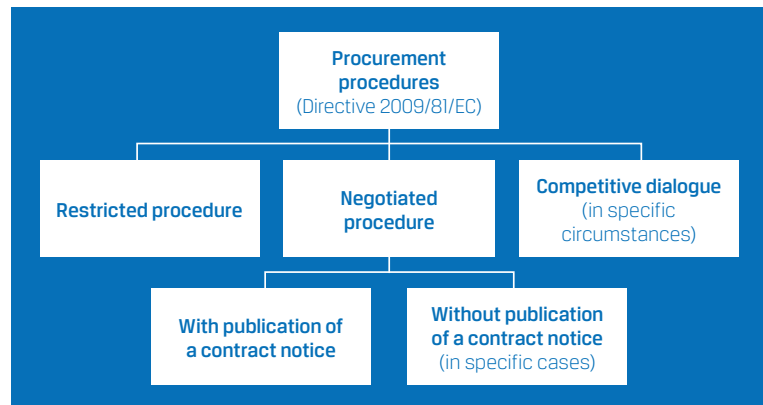 Procurement
procedures
(Directive 2009/81/EC)
Restricted procedure
Negotiated
procedure
Competitive dialogue
(in specific
circumstances)
With publication of
a contract notice
Without publication
of a contract notice
(in specific cases)